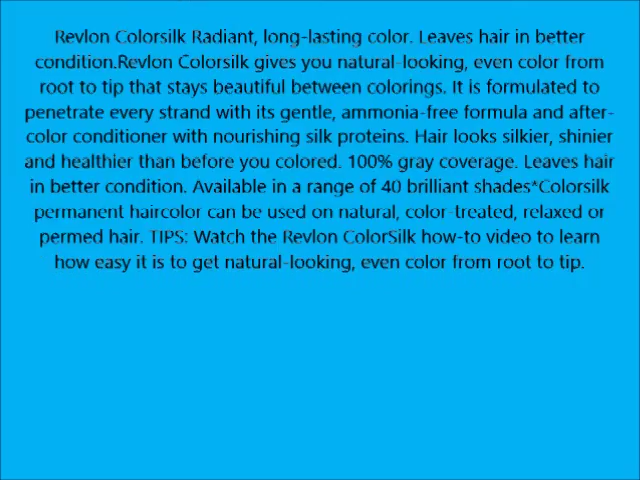 Revlon Colorsilk Radiant, long-lasting color. Leaves hair in better
condition.Revlon Colorsilk gives you natural-looking, even color from
root to tip that stays beautiful between colorings. It is formulated to
penetrate every strand with its gentle, ammonia-free formula and after-
color conditioner with nourishing silk proteins. Hair looks silkier, shinier
and healthier than before you colored. 100% gray coverage. Leaves hair
in better condition. Available in a range of 40 brilliant shades*Colorsilk
permanent haircolor can be used on natural, color-treated, relaxed or
permed hair. TIPS: Watch the Revlon ColorSilk how-to video to learn
how easy it is to get natural-looking, even color from root to tip.